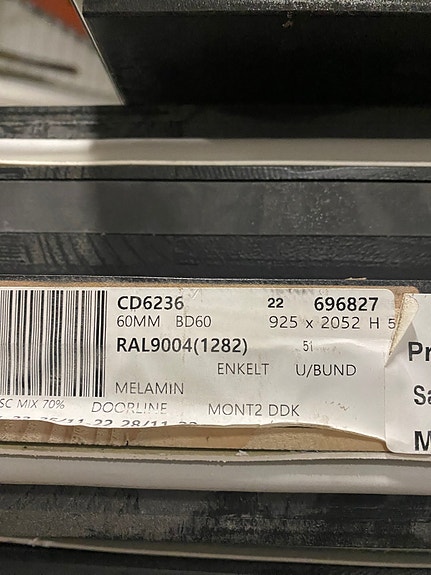 CD6236 22 696827
60MM BD60 925 x 2052 H 5
RAL9004(1282) 51
ENKELT U/BUND
MELAMIN
SC MIX 70% DOORLINE MONT2 DDK
Pr
Sa
M